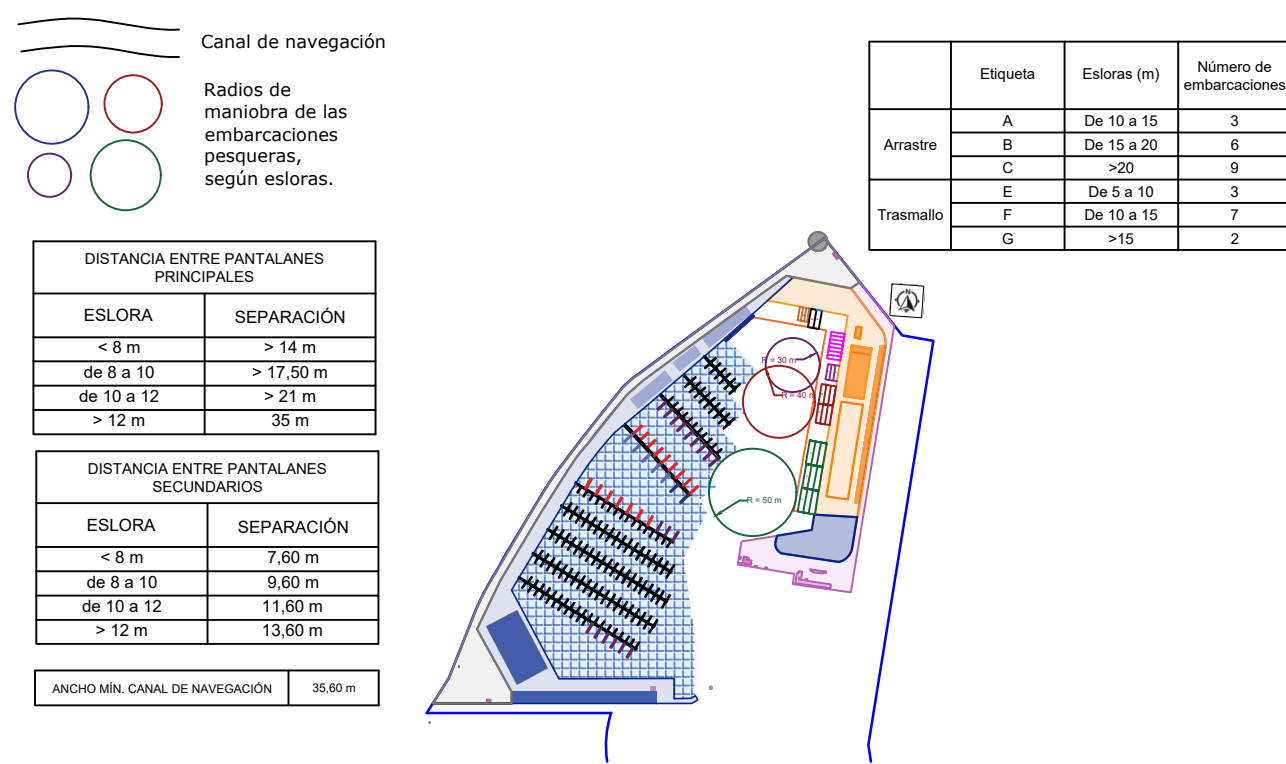 Canal de navegación
Radios de
maniobra de las
embarcaciones
pesqueras,
según esloras.
DISTANCIA ENTRE PANTALANES
PRINCIPALES
ESLORA SEPARACIÓN
< 8 m > 14 m
de 8 a 10 > 17,50 m
de 10 a 12 > 21 m
> 12 m 35 m
DISTANCIA ENTRE PANTALANES
SECUNDARIOS
ESLORA SEPARACIÓN
< 8 m 7,60 m
de 8 a 10 9,60 m
de 10 a 12 11,60 m
> 12 m 13,60 m
ANCHO MÍN. CANAL DE NAVEGACIÓN 35,60 m
Etiqueta Esloras (m) Número de
embarcaciones
Arrastre
A De 10 a 15 3
B De 15 a 20 6
C >20 9
Trasmallo
E De 5 a 10 3
F De 10 a 15 7
G >15 2
N
R = 30 m
R = 40 m
R = 50 m